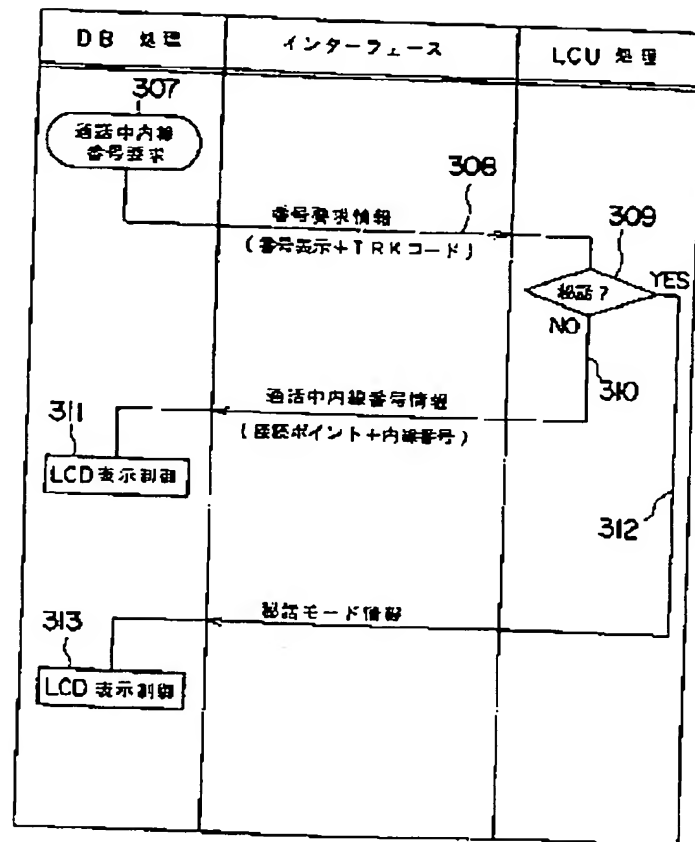 DB 処理
インターフェース
LCU 処理
307
通話中内線
番号要求
308
番号要求情報
(番号表示+TRKコード)
309
秘話?
YES
NO
310
通話中内線番号情報
(接続ポイント+内線番号)
311
LCD表示制御
312
秘話モード情報
313
LCD表示制御